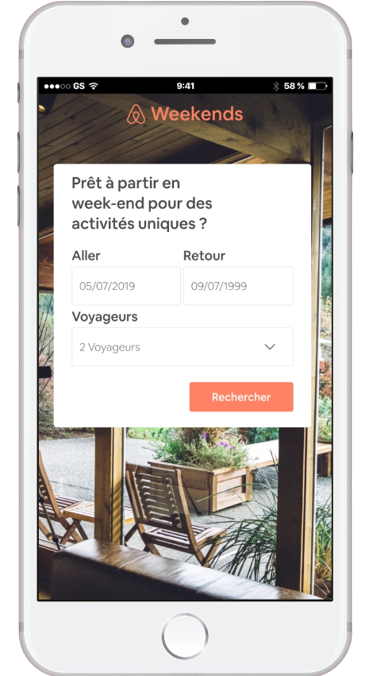 GS 9:41 58 %
Weekends
Prêt à partir en
week-end pour des
activités uniques ?
Aller Retour
05/07/2019 09/07/1999
Voyageurs
2 Voyageurs
Rechercher